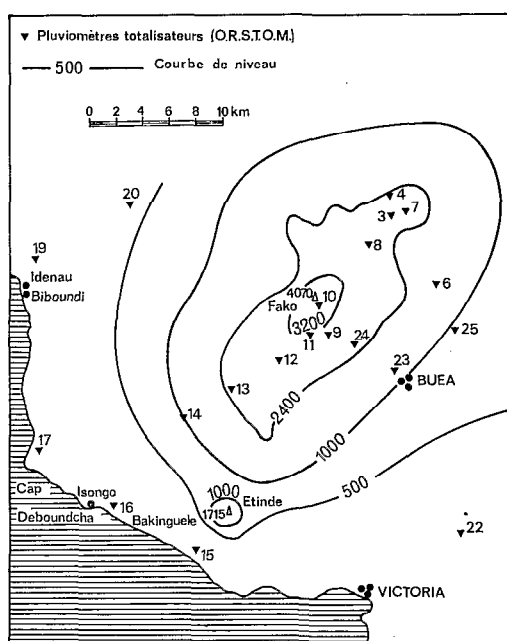 ▼ Pluviomètres totalisateurs (O.R.S.T.O.M.)
500 Courbe de niveau
0 2 4 6 8 10 km
20
4
3
7
19
8
Idenau
Biboundi
4070
Fako
10
6
3200
11
9
24
25
12
23
BUEA
13
2400
14
1000
17
500
Cap
Deboundcha
Isongo
16
Bakinguele
1000
Etinde
1715
22
15
VICTORIA